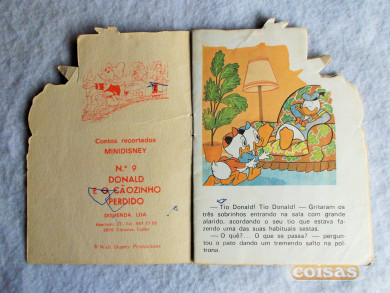 Contos recortados
MINIDISNEY
N.º 9
DONALD
E O CÃOZINHO
PERDIDO
© Walt Disney Productions
— Tio Donald! Tio Donald! — Gritaram os
três sobrinhos entrando na sala com grande
alarido, acordando o seu tio que estava fa-
zendo uma das suas habituais sestas.
— O quê?... O que se passa? — pergun-
tou o pato dando um tremendo salto na pol-
trona.
coisas